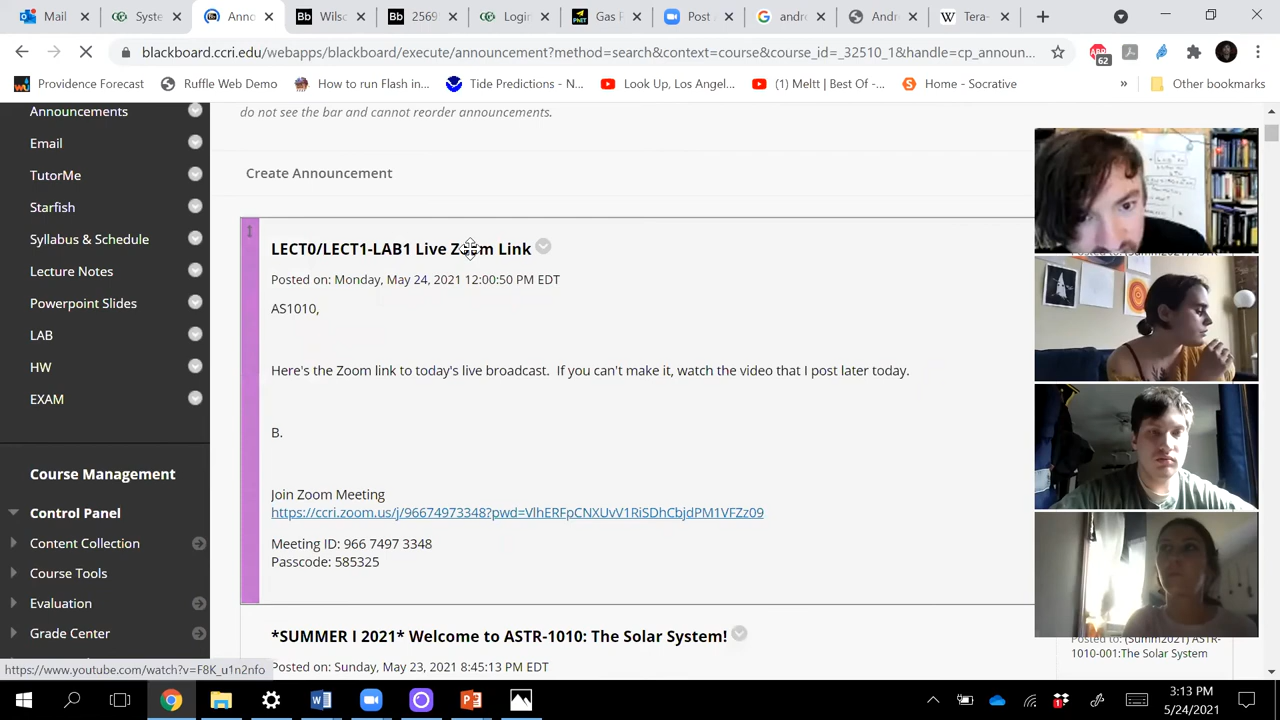 Mail
Syste
Anno
Wilsc
2569
Login
Gas P
Post A
andre
Andr
Tera-
blackboard.ccri.edu/webapps/blackboard/execute/announcement?method=search&context=course&course_id=_32510_1&handle=cp_announ...
62
Providence Forecast
Ruffle Web Demo
How to run Flash in...
Tide Predictions - N...
Look Up, Los Angel...
(1) Meltt | Best Of -...
Home - Socrative
»
Other bookmarks
Announcements
Email
TutorMe
Starfish
Syllabus & Schedule
Lecture Notes
Powerpoint Slides
LAB
HW
EXAM
Course Management
Control Panel
Content Collection
Course Tools
Evaluation
Grade Center
do not see the bar and cannot reorder announcements.
Create Announcement
LECT0/LECT1-LAB1 Live Zoom Link
Posted on: Monday, May 24, 2021 12:00:50 PM EDT
AS1010,
Here's the Zoom link to today's live broadcast.  If you can't make it, watch the video that I post later today.
B.
Join Zoom Meeting
https://ccri.zoom.us/j/96674973348?pwd=VlhERFpCNXUvV1RiSDhCbjdPM1VFZz09
Meeting ID: 966 7497 3348
Passcode: 585325
*SUMMER I 2021* Welcome to ASTR-1010: The Solar System!
Posted on: Sunday, May 23, 2021 8:45:13 PM EDT
Posted to: (Summ2021) ASTR-
1010-001:The Solar System
https://www.youtube.com/watch?v=F8K_u1n2nfo
3:13 PM
5/24/2021